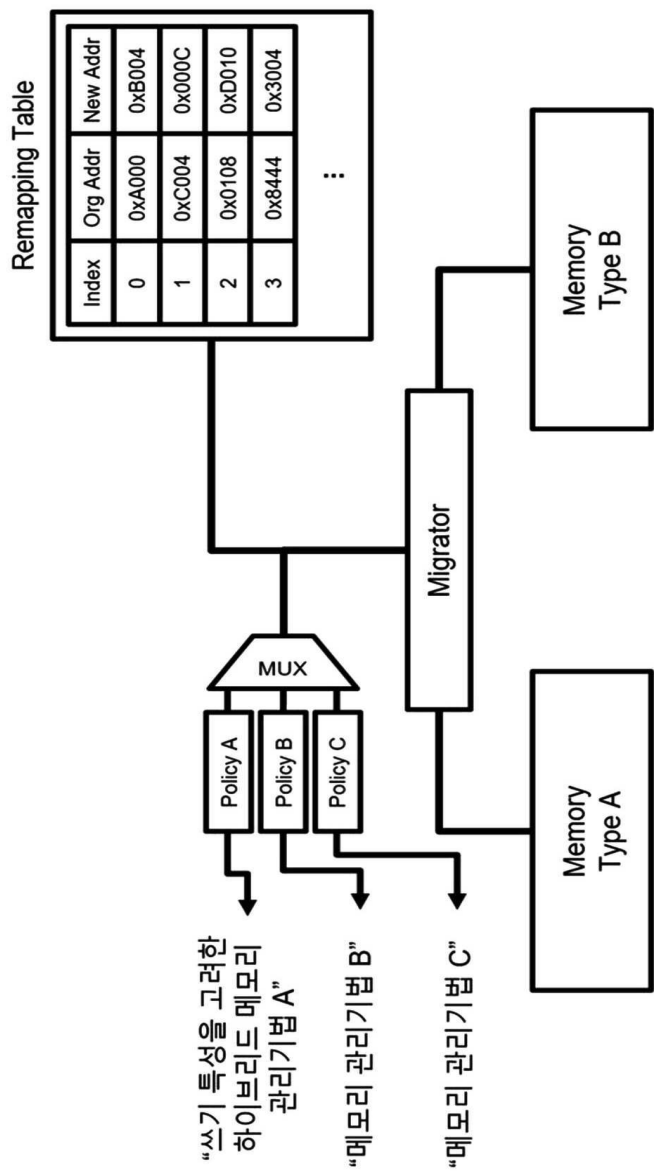 Remapping Table
Index Org Addr New Addr
0 0xA000 0xB004
1 0xC004 0x000C
2 0x0108 0xD010
3 0x8444 0x3004
...
“쓰기 특성을 고려한
하이브리드 메모리
관리기법 A”
“메모리 관리기법 B”
“메모리 관리기법 C”
Policy A
Policy B
Policy C
MUX
Migrator
Memory
Type A
Memory
Type B